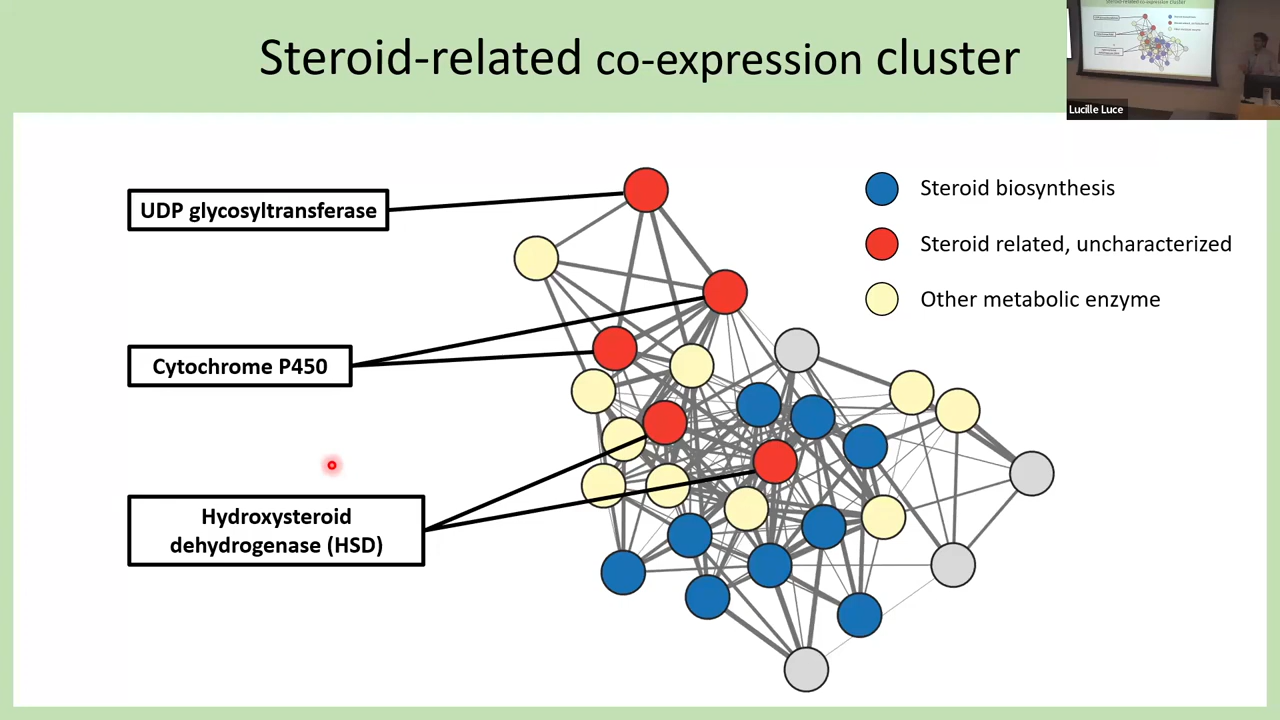 Steroid-related co-expression cluster
Lucille Luce
UDP glycosyltransferase
Cytochrome P450
Hydroxysteroid
dehydrogenase (HSD)
Steroid biosynthesis
Steroid related, uncharacterized
Other metabolic enzyme